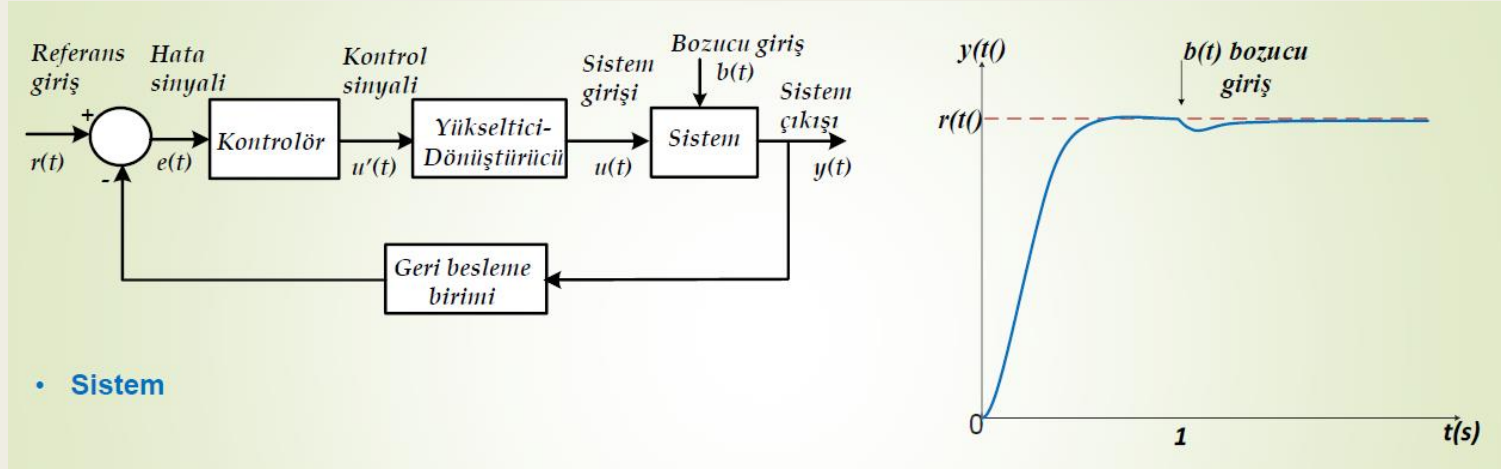 Referans
giriş
Hata
sinyali
Kontrol
sinyali
Sistem
girişi
Bozucu giriş
b(t)
Sistem
çıkışı
+
-
Kontrolör
Yükseltici-
Dönüştürücü
Sistem
r(t)
e(t)
u'(t)
u(t)
y(t)
Geri besleme
birimi
• Sistem
y(t()
b(t) bozucu
giriş
r(t()
0
1
t(s)